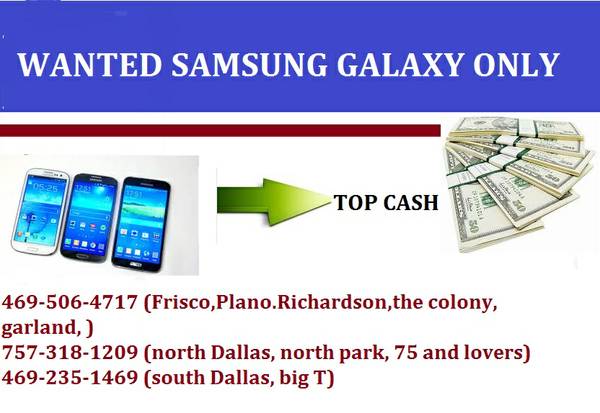 WANTED SAMSUNG GALAXY ONLY
TOP CASH
469-506-4717 (Frisco,Plano.Richardson,the colony,
garland, )
757-318-1209 (north Dallas, north park, 75 and lovers)
469-235-1469 (south Dallas, big T)